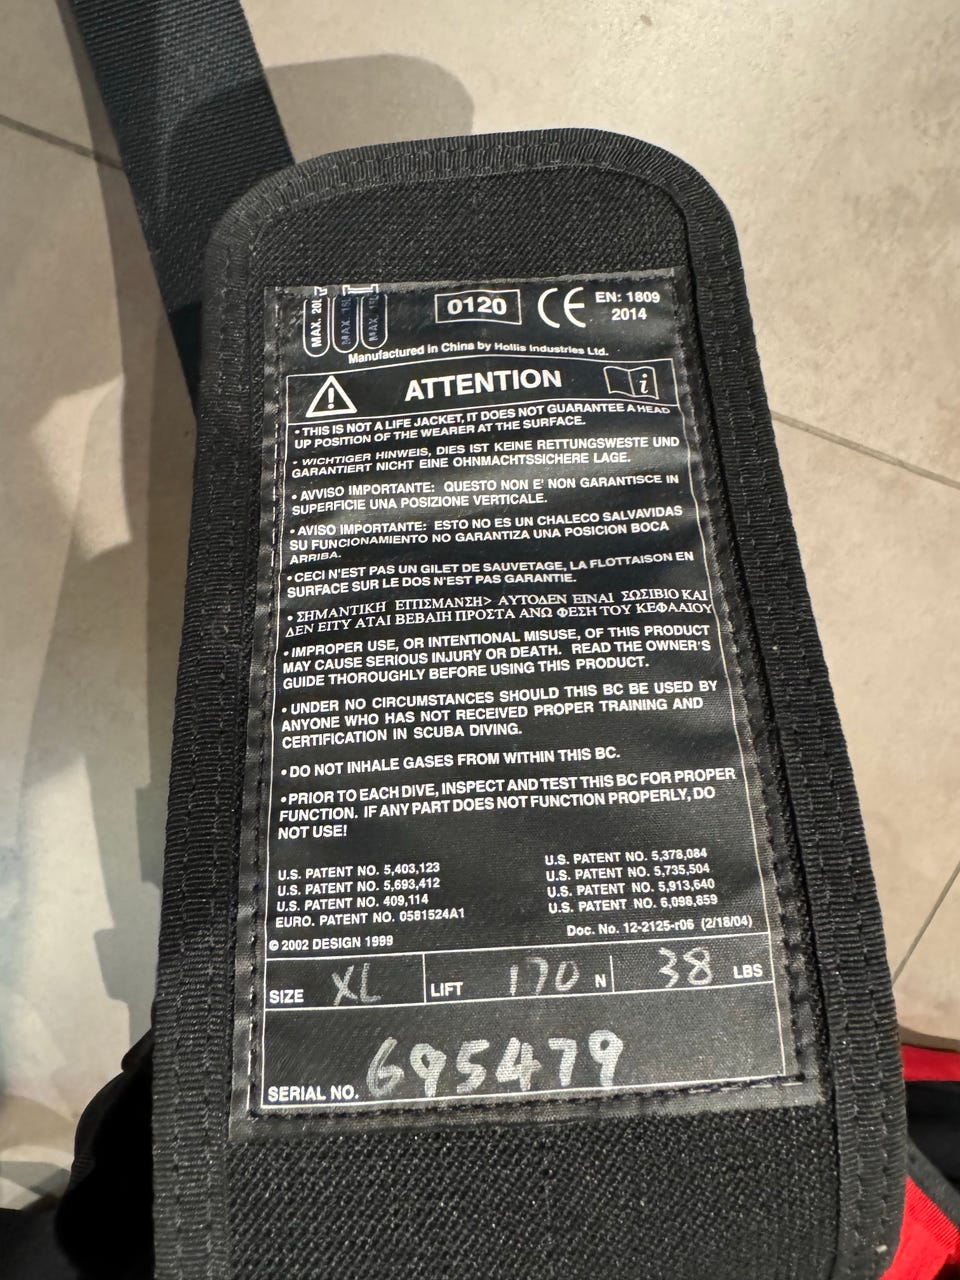 MAX. 20L
MAX. 15L
MAX. 15L
0120
CE
EN: 1809
2014
Manufactured in China by Hollis Industries Ltd.
ATTENTION
i
• THIS IS NOT A LIFE JACKET, IT DOES NOT GUARANTEE A HEAD
UP POSITION OF THE WEARER AT THE SURFACE.
• WICHTIGER HINWEIS, DIES IST KEINE RETTUNGSWESTE UND
GARANTIERT NICHT EINE OHNMACHTSSICHERE LAGE.
• AVVISO IMPORTANTE: QUESTO NON E' NON GARANTISCE IN
SUPERFICIE UNA POSIZIONE VERTICALE.
• AVISO IMPORTANTE: ESTO NO ES UN CHALECO SALVAVIDAS
SU FUNCIONAMIENTO NO GARANTIZA UNA POSICION BOCA
ARRIBA.
• CECI N'EST PAS UN GILET DE SAUVETAGE, LA FLOTTAISON EN
SURFACE SUR LE DOS N'EST PAS GARANTIE.
• ΣΗΜΑΝΤΙΚΗ ΕΠΙΣΜΑΝΣΗ> ΑΥΤΟΔΕΝ ΕΙΝΑΙ ΣΩΣΙΒΙΟ ΚΑΙ
ΔΕΝ ΕΙΤΥ ΑΤΑΙ ΒΕΒΑΙΗ ΠΡΟΣΤΑ ΑΝΩ ΦΕΣΗ ΤΟΥ ΚΕΦΑΑΙΟΥ
• IMPROPER USE, OR INTENTIONAL MISUSE, OF THIS PRODUCT
MAY CAUSE SERIOUS INJURY OR DEATH. READ THE OWNER'S
GUIDE THOROUGHLY BEFORE USING THIS PRODUCT.
• UNDER NO CIRCUMSTANCES SHOULD THIS BC BE USED BY
ANYONE WHO HAS NOT RECEIVED PROPER TRAINING AND
CERTIFICATION IN SCUBA DIVING.
• DO NOT INHALE GASES FROM WITHIN THIS BC.
• PRIOR TO EACH DIVE, INSPECT AND TEST THIS BC FOR PROPER
FUNCTION. IF ANY PART DOES NOT FUNCTION PROPERLY, DO
NOT USE!
U.S. PATENT NO. 5,403,123
U.S. PATENT NO. 5,693,412
U.S. PATENT NO. 409,114
EURO. PATENT NO. 0581524A1
U.S. PATENT NO. 5,378,084
U.S. PATENT NO. 5,735,504
U.S. PATENT NO. 5,913,640
U.S. PATENT NO. 6,098,859
© 2002 DESIGN 1999
Doc. No. 12-2125-r06 (2/18/04)
SIZE XL LIFT 170 N 38 LBS
SERIAL NO. 695479